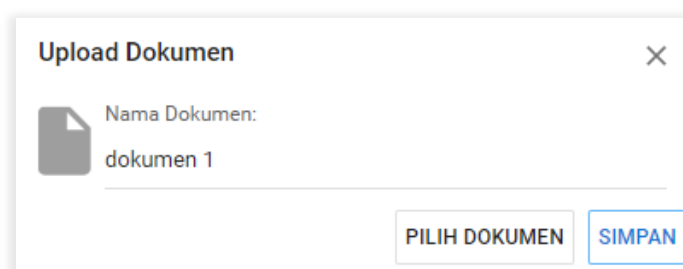 Upload Dokumen
Nama Dokumen:
dokumen 1
PILIH DOKUMEN SIMPAN